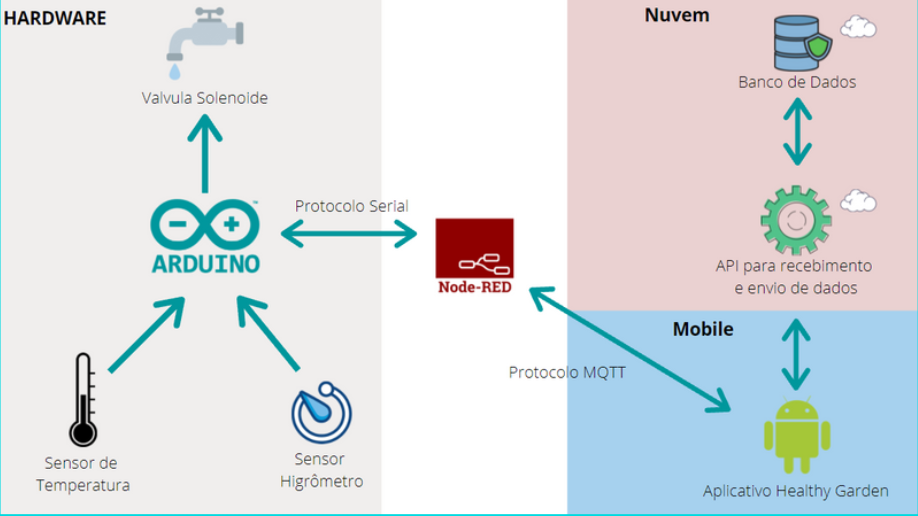 HARDWARE
Valvula Solenoide
Protocolo Serial
ARDUINO
™
Sensor de
Temperatura
Sensor
Higrômetro
Node-RED
Protocolo MQTT
Nuvem
Banco de Dados
API para recebimento
e envio de dados
Mobile
Aplicativo Healthy Garden